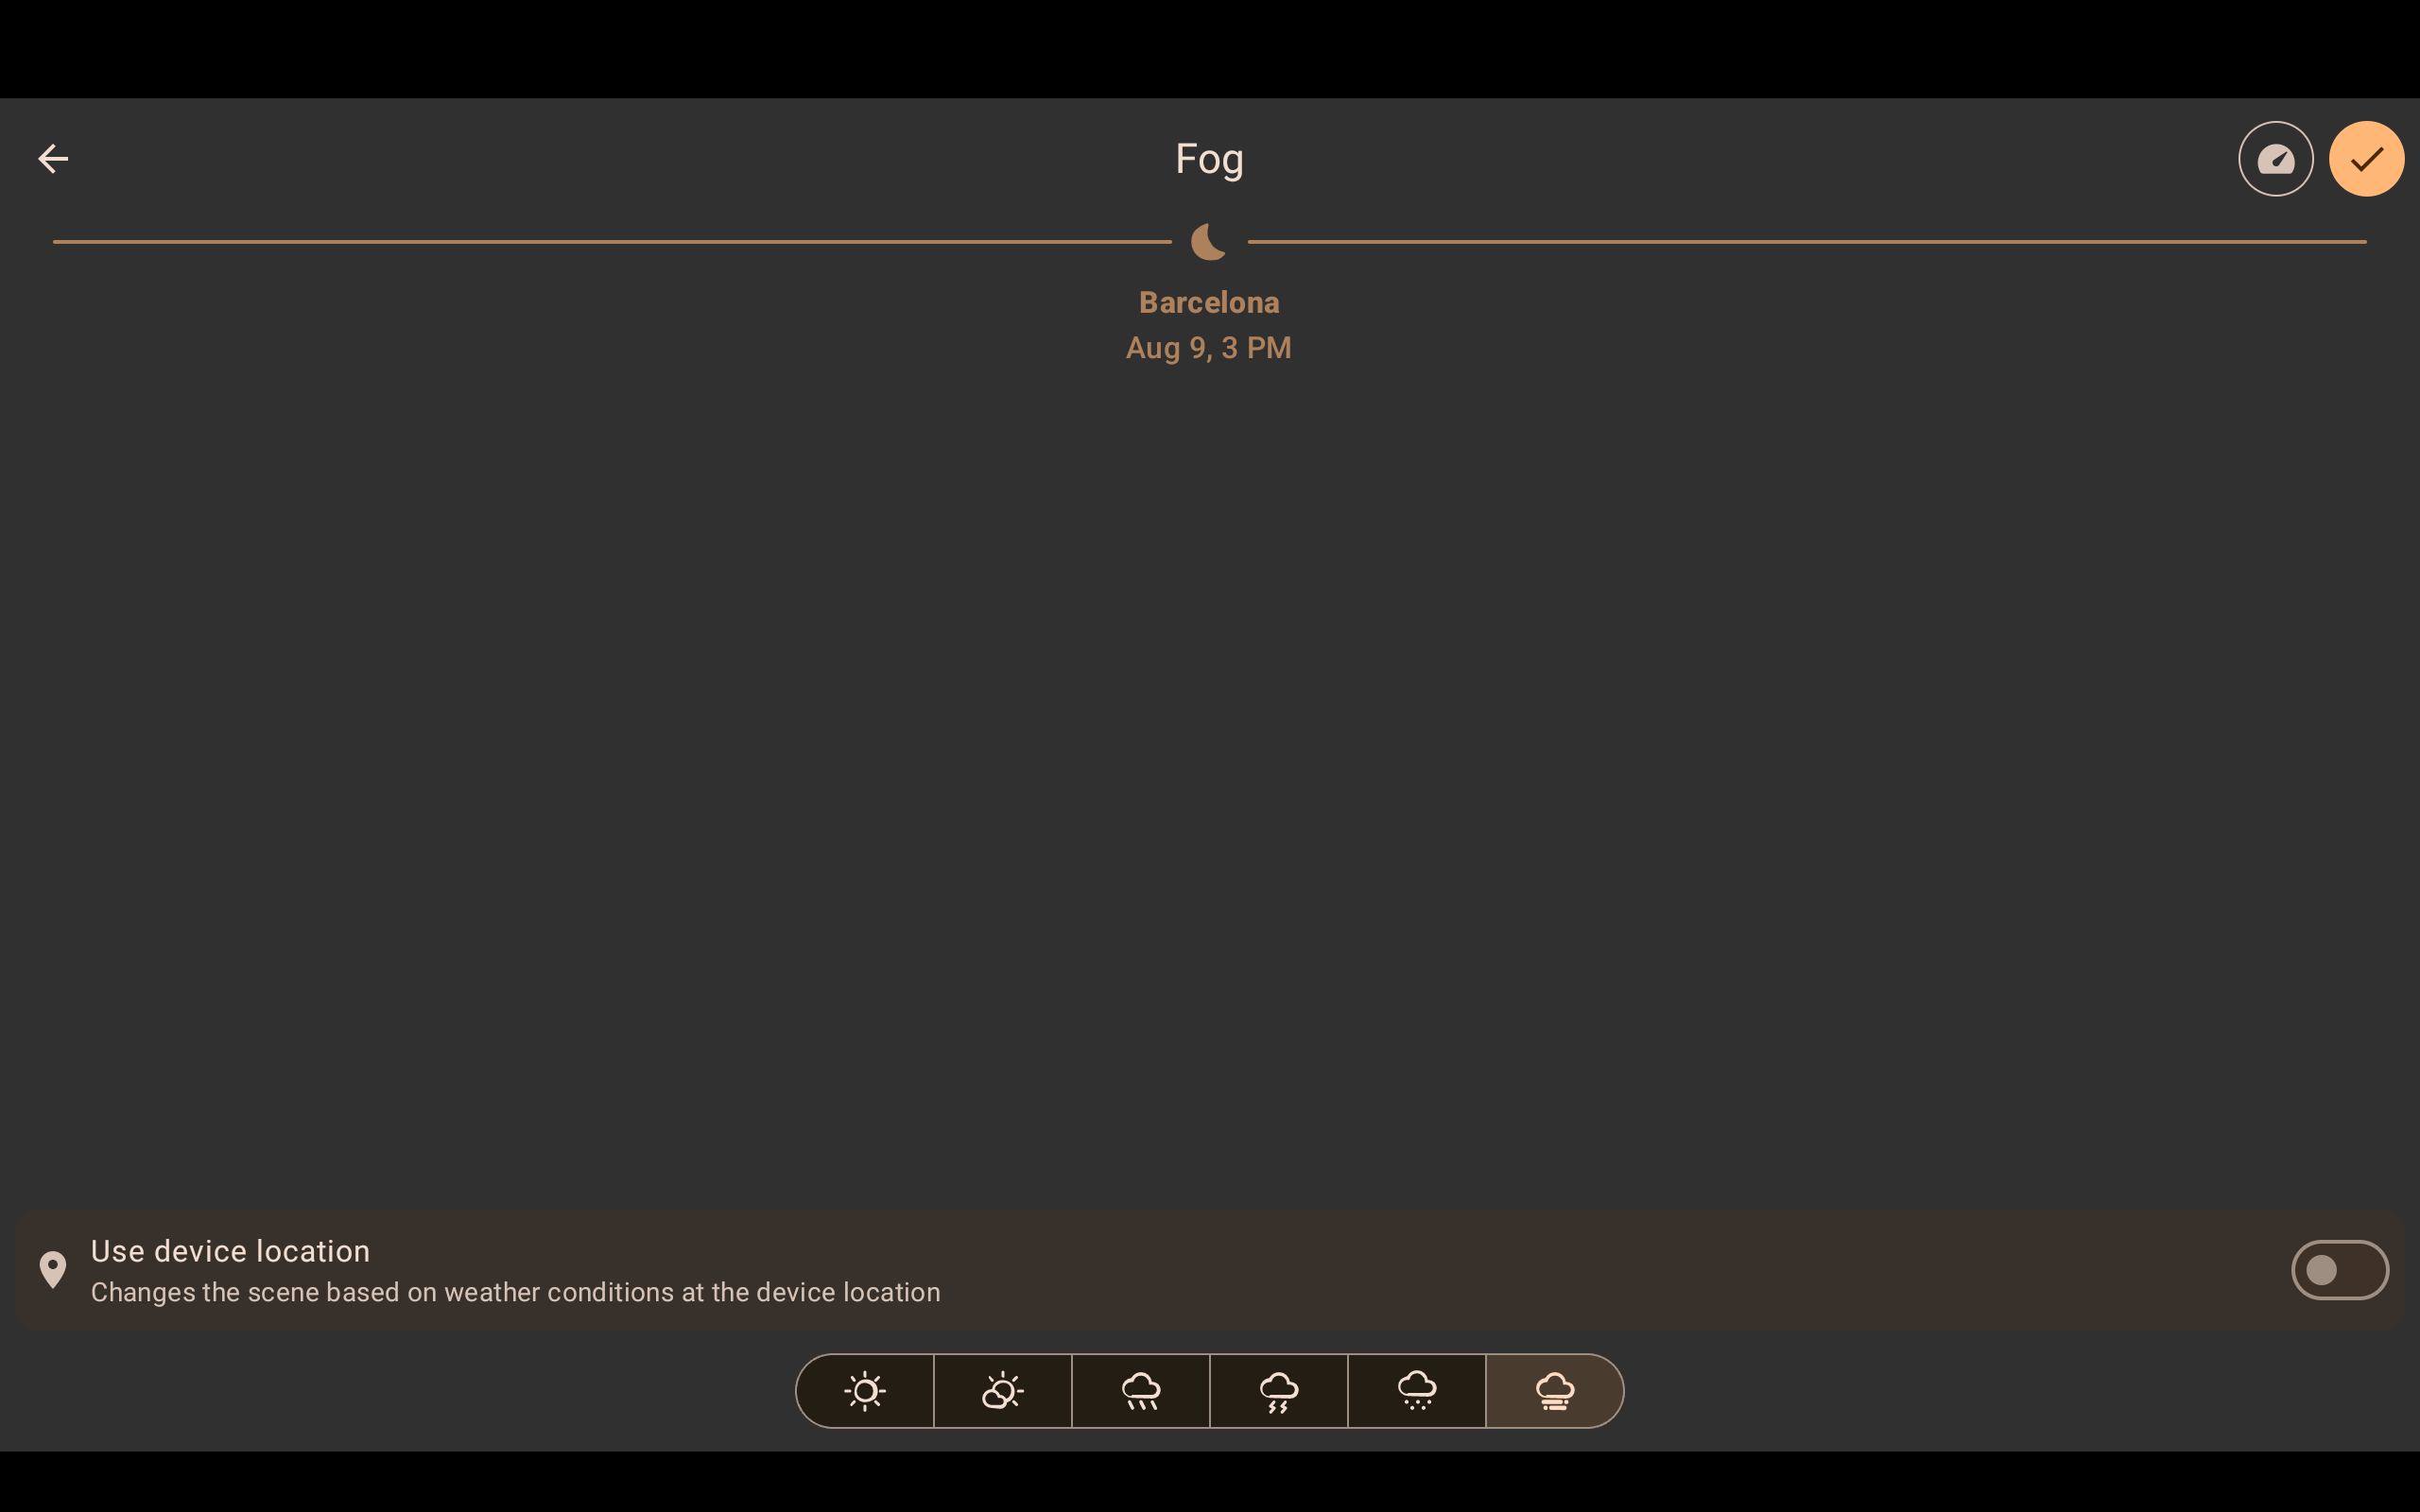 Fog
Barcelona
Aug 9, 3 PM
Use device location
Changes the scene based on weather conditions at the device location